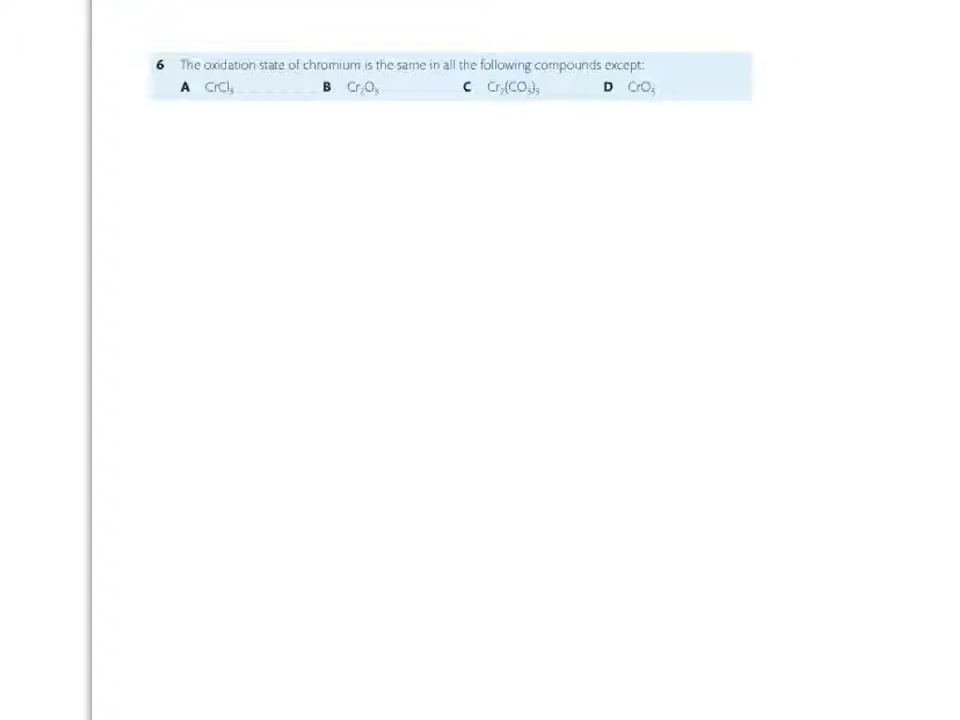 6 The oxidation state of chromium is the same in all the following compounds except:
A CrCl₃ B Cr₂O₃ C Cr₂(CO₃)₃ D CrO₃